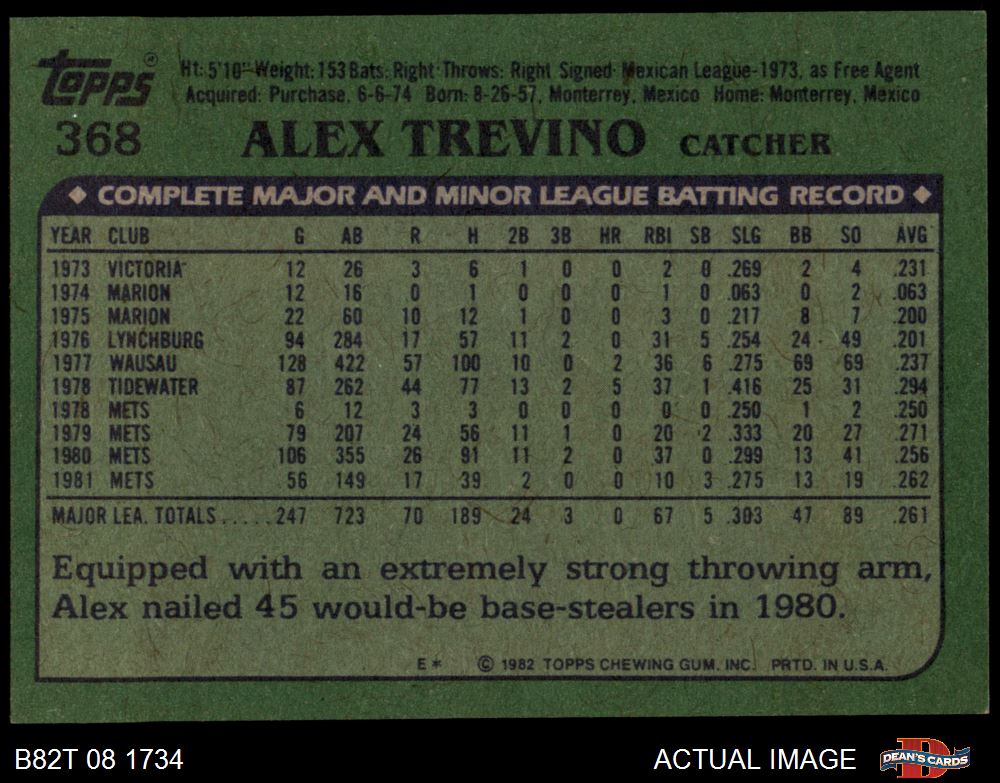 TOPPS ®
Ht: 5'10" Weight: 153 Bats: Right Throws: Right Signed: Mexican League-1973, as Free Agent
Acquired: Purchase, 6-6-74 Born: 8-26-57, Monterrey, Mexico Home: Monterrey, Mexico
368 ALEX TREVINO CATCHER
◆ COMPLETE MAJOR AND MINOR LEAGUE BATTING RECORD ◆
YEAR CLUB G AB R H 2B 3B HR RBI SB SLG BB SO AVG
1973 VICTORIA 12 26 3 6 1 0 0 2 0 .269 2 4 .231
1974 MARION 12 16 0 1 0 0 0 1 0 .063 0 2 .063
1975 MARION 22 60 10 12 1 0 0 3 0 .217 8 7 .200
1976 LYNCHBURG 94 284 17 57 11 2 0 31 5 .254 24 49 .201
1977 WAUSAU 128 422 57 100 10 0 2 36 6 .275 69 69 .237
1978 TIDEWATER 87 262 44 77 13 2 5 37 1 .416 25 31 .294
1978 METS 6 12 3 3 0 0 0 0 0 .250 1 2 .250
1979 METS 79 207 24 56 11 1 0 20 2 .333 20 27 .271
1980 METS 106 355 26 91 11 2 0 37 0 .299 13 41 .256
1981 METS 56 149 17 39 2 0 0 10 3 .275 13 19 .262
MAJOR LEA. TOTALS ..... 247 723 70 189 24 3 0 67 5 .303 47 89 .261
Equipped with an extremely strong throwing arm,
Alex nailed 45 would-be base-stealers in 1980.
E* © 1982 TOPPS CHEWING GUM, INC. PRTD. IN U.S.A.
B82T 08 1734 ACTUAL IMAGE DEAN'S CARDS